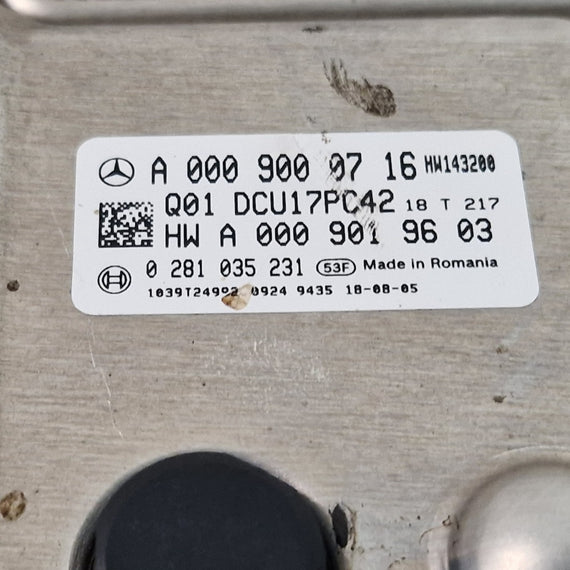 A 000 900 07 16 HW143200
Q01 DCU17PC42 18 T 217
HW A 000 901 96 03
0 281 035 231 53F Made in Romania
0924 9435 18-08-05